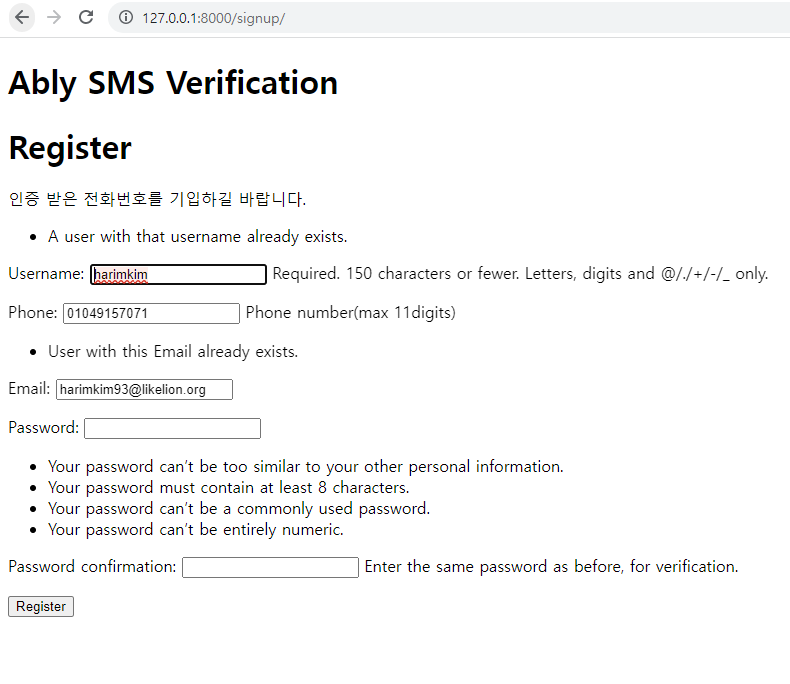 127.0.0.1:8000/signup/
Ably SMS Verification
Register
인증 받은 전화번호를 기입하길 바랍니다.
• A user with that username already exists.
Username: harimkim Required. 150 characters or fewer. Letters, digits and @/./+/-/_ only.
Phone: 01049157071 Phone number(max 11digits)
• User with this Email already exists.
Email: harimkim93@likelion.org
Password:
• Your password can't be too similar to your other personal information.
• Your password must contain at least 8 characters.
• Your password can't be a commonly used password.
• Your password can't be entirely numeric.
Password confirmation: Enter the same password as before, for verification.
Register